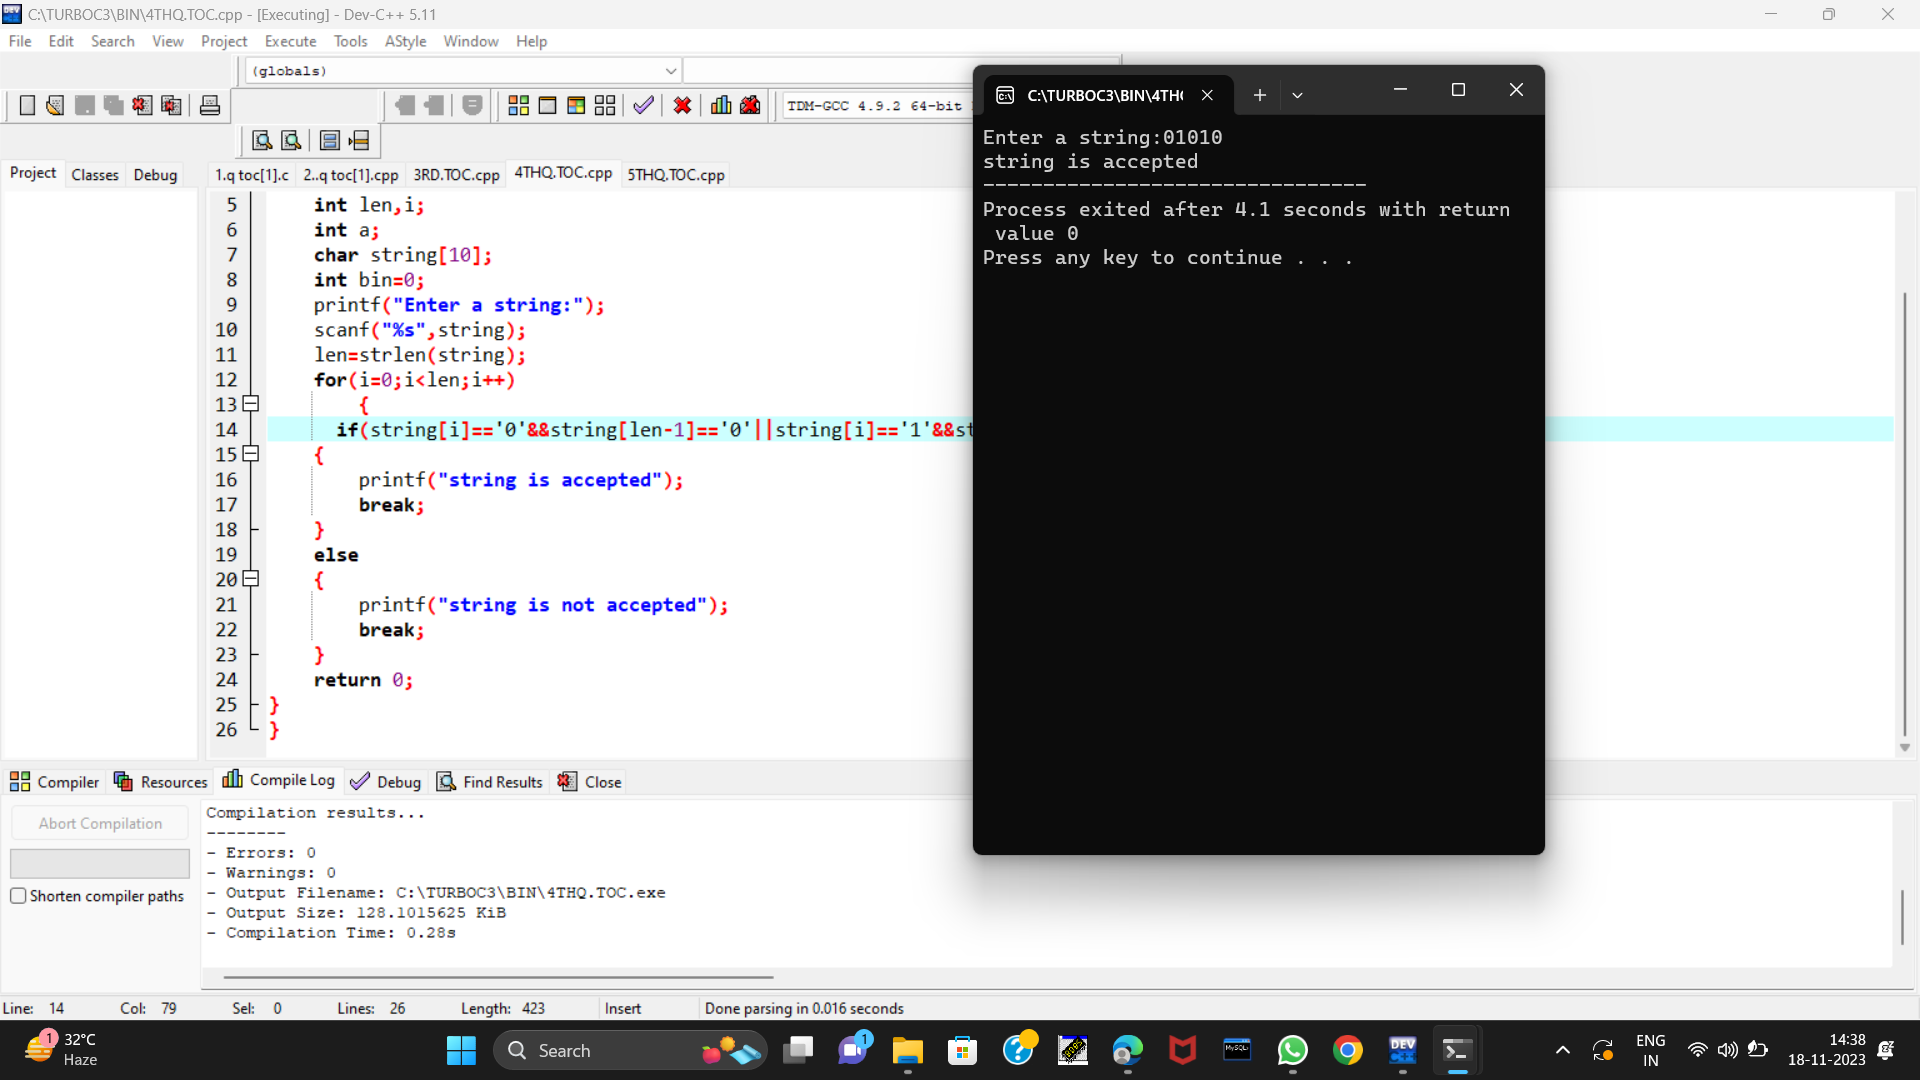 C:\TURBOC3\BIN\4THQ.TOC.cpp - [Executing] - Dev-C++ 5.11
File Edit Search View Project Execute Tools AStyle Window Help
(globals)
TDM-GCC 4.9.2 64-bit
Project Classes Debug
1.q toc[1].c 2..q toc[1].cpp 3RD.TOC.cpp 4THQ.TOC.cpp 5THQ.TOC.cpp
5 int len,i;
6 int a;
7 char string[10];
8 int bin=0;
9 printf("Enter a string:");
10 scanf("%s",string);
11 len=strlen(string);
12 for(i=0;i<len;i++)
13 {
14 if(string[i]=='0'&&string[len-1]=='0'||string[i]=='1'&&st
15 {
16 printf("string is accepted");
17 break;
18 }
19 else
20 {
21 printf("string is not accepted");
22 break;
23 }
24 return 0;
25 }
26 }
C:\TURBOC3\BIN\4TH
Enter a string:01010
string is accepted
--------------------------------
Process exited after 4.1 seconds with return
value 0
Press any key to continue . . .
Compiler Resources Compile Log Debug Find Results Close
Abort Compilation
Shorten compiler paths
Compilation results...
--------
- Errors: 0
- Warnings: 0
- Output Filename: C:\TURBOC3\BIN\4THQ.TOC.exe
- Output Size: 128.1015625 KiB
- Compilation Time: 0.28s
Line: 14 Col: 79 Sel: 0 Lines: 26 Length: 423 Insert Done parsing in 0.016 seconds
1
32°C
Haze
Search
1
MySQL
DEV
C++
ENG
IN
14:38
18-11-2023